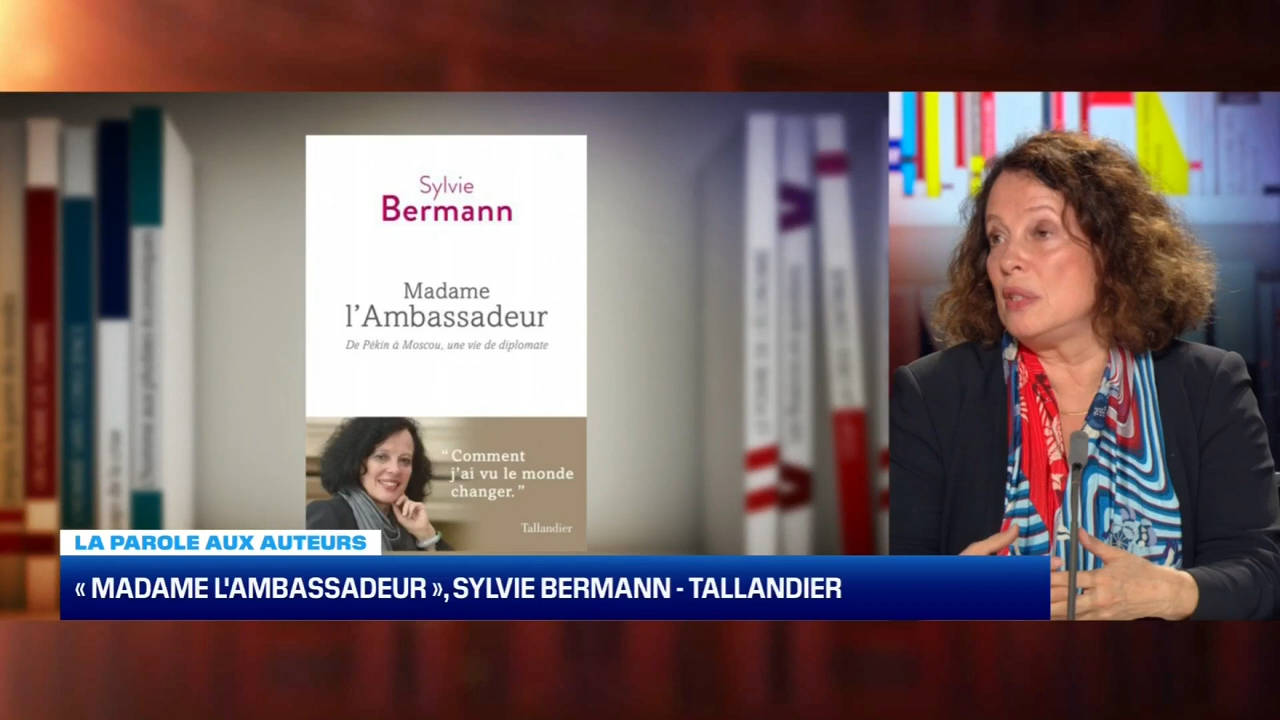 Sylvie
Bermann
Madame
l'Ambassadeur
De Pékin à Moscou, une vie de diplomate
“Comment
j'ai vu le monde
changer.”
Tallandier
LA PAROLE AUX AUTEURS
« MADAME L'AMBASSADEUR », SYLVIE BERMANN - TALLANDIER